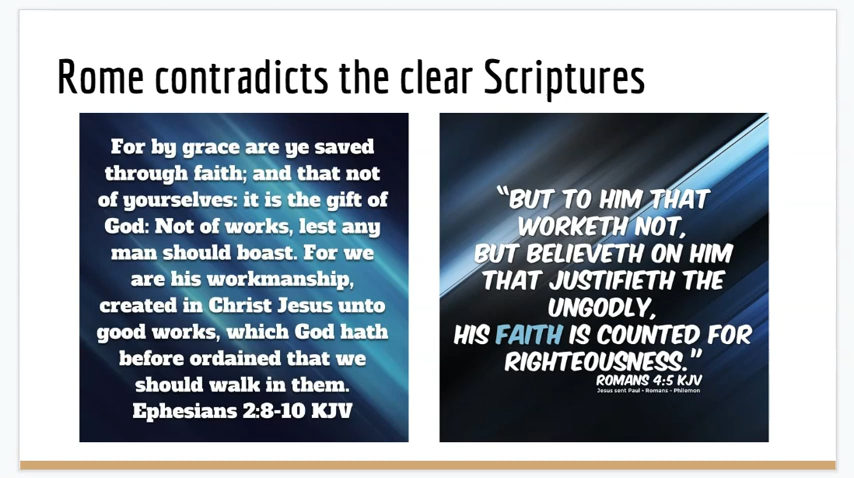 Rome contradicts the clear Scriptures
For by grace are ye saved
through faith; and that not
of yourselves: it is the gift of
God: Not of works, lest any
man should boast. For we
are his workmanship,
created in Christ Jesus unto
good works, which God hath
before ordained that we
should walk in them.
Ephesians 2:8-10 KJV
"BUT TO HIM THAT
WORKETH NOT,
BUT BELIEVETH ON HIM
THAT JUSTIFIETH THE
UNGODLY,
HIS FAITH IS COUNTED FOR
RIGHTEOUSNESS."
ROMANS 4:5 KJV
Jesus sent Paul • Romans - Philemon